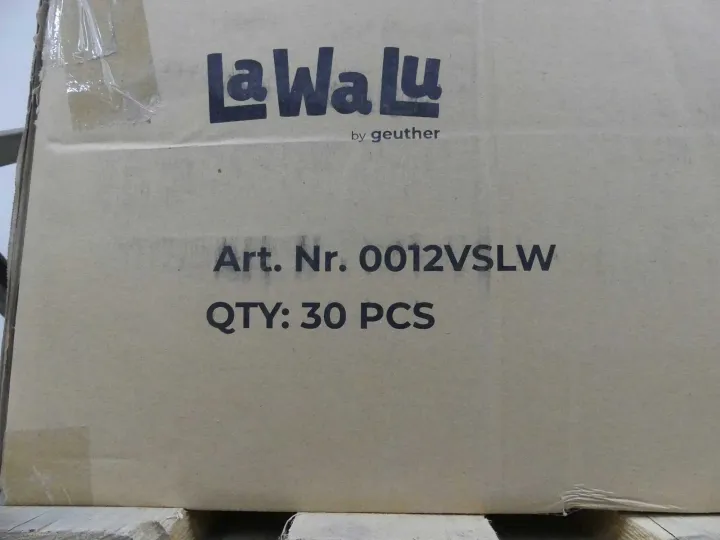 LaWaLu
by geuther
Art. Nr. 0012VSLW
QTY: 30 PCS